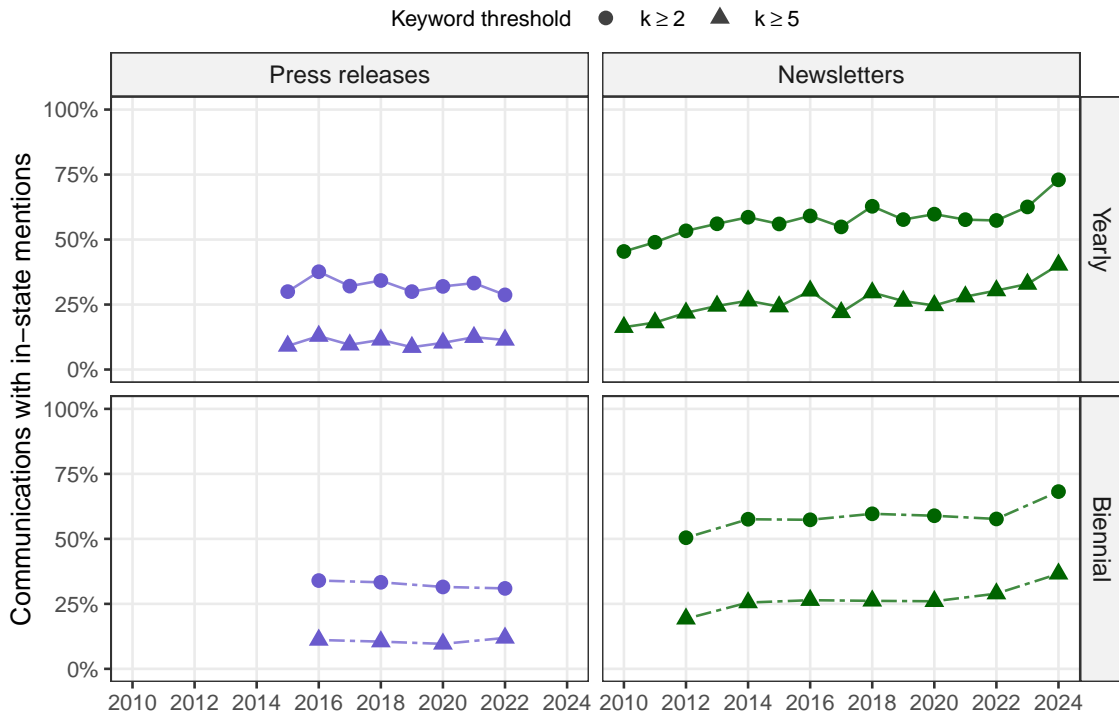 Keyword threshold k ≥ 2 k ≥ 5
Press releases Newsletters
Communications with in−state mentions
100%
75%
50%
25%
0%
Yearly
100%
75%
50%
25%
0%
Biennial
2010 2012 2014 2016 2018 2020 2022 2024 2010 2012 2014 2016 2018 2020 2022 2024